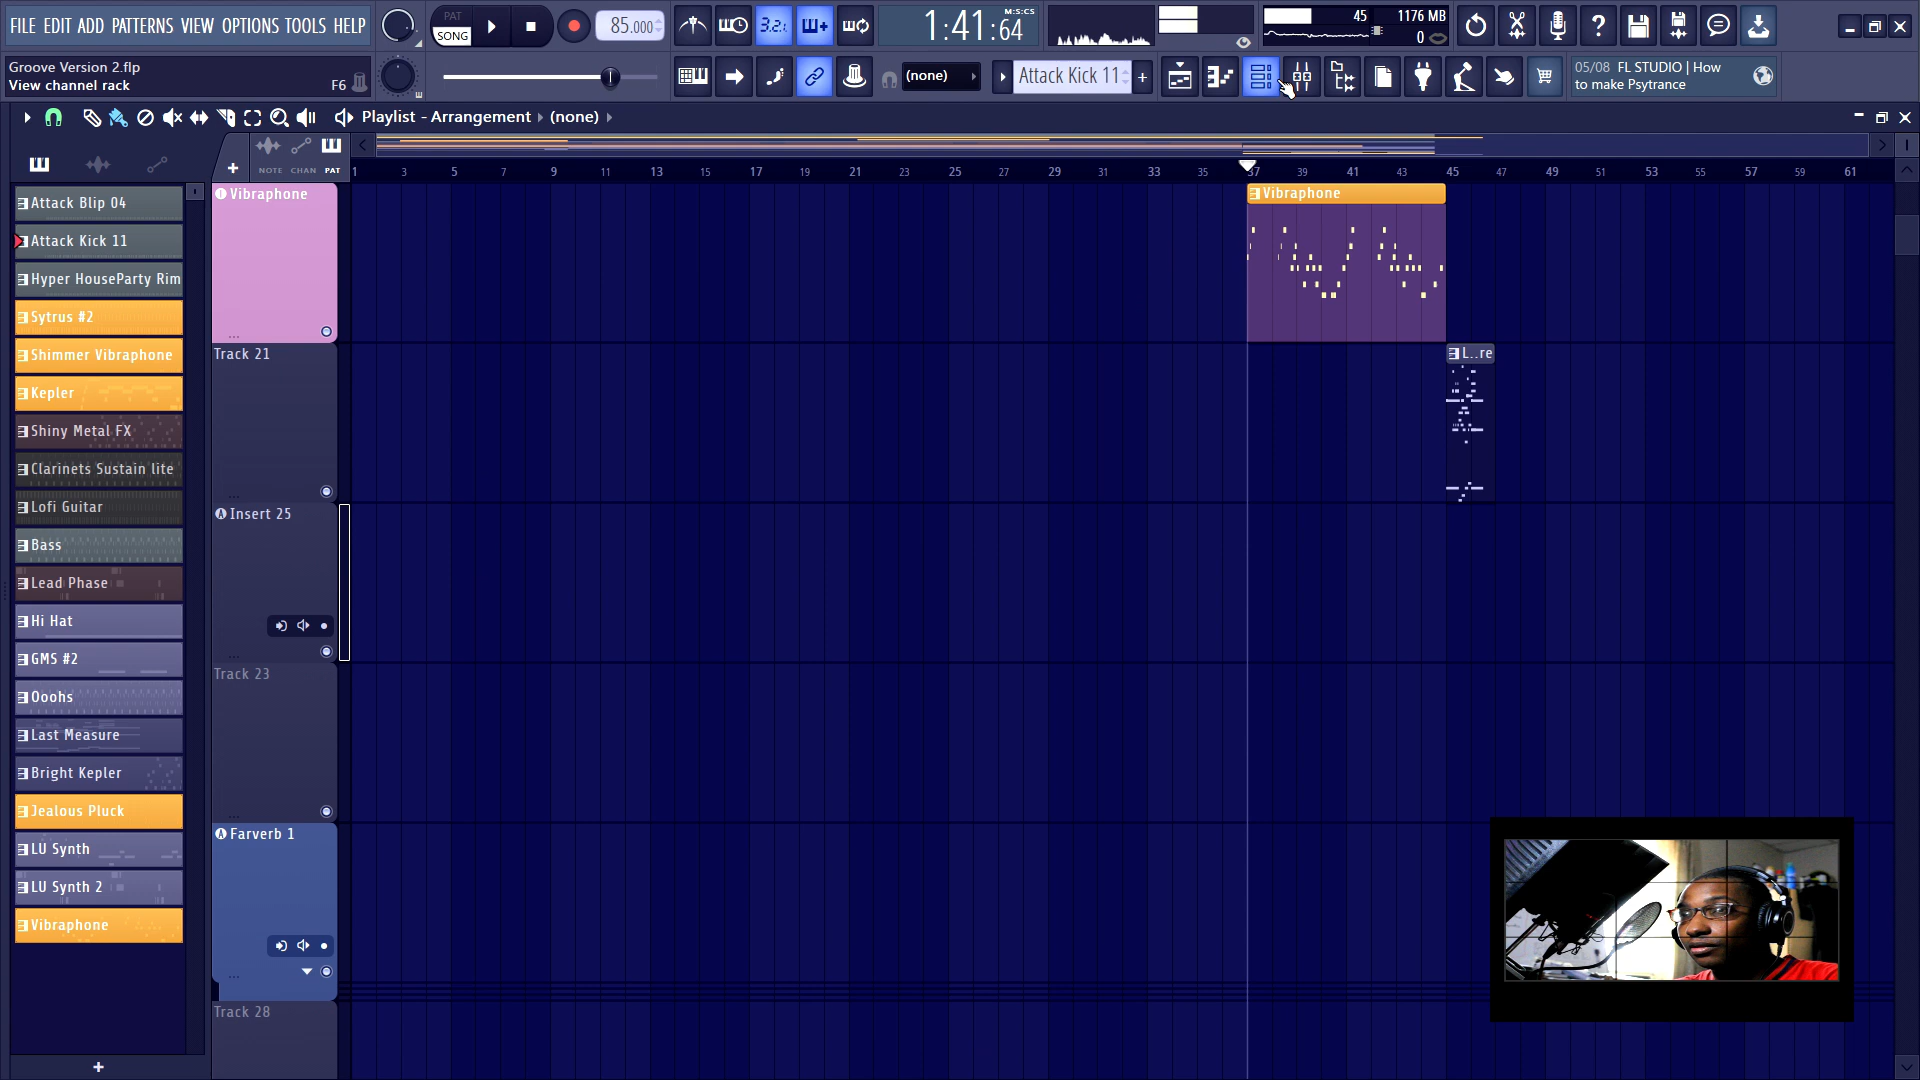 FILE EDIT ADD PATTERNS VIEW OPTIONS TOOLS HELP
PAT
SONG
85.000
3.2.
1:41:64
M:S:CS
45
1176 MB
0
Groove Version 2.flp
View channel rack
F6
(none)
Attack Kick 11
05/08 FL STUDIO | How
to make Psytrance
Playlist - Arrangement
(none)
NOTE CHAN PAT
1 3 5 7 9 11 13 15 17 19 21 23 25 27 29 31 33 35 37 39 41 43 45 47 49 51 53 55 57 59 61
Attack Blip 04
Attack Kick 11
Hyper HouseParty Rim
Sytrus #2
Shimmer Vibraphone
Kepler
Shiny Metal FX
Clarinets Sustain lite
Lofi Guitar
Bass
Lead Phase
Hi Hat
GMS #2
Ooohs
Last Measure
Bright Kepler
Jealous Pluck
LU Synth
LU Synth 2
Vibraphone
Vibraphone
Track 21
Insert 25
Track 23
Farverb 1
Track 28
Vibraphone
L..re